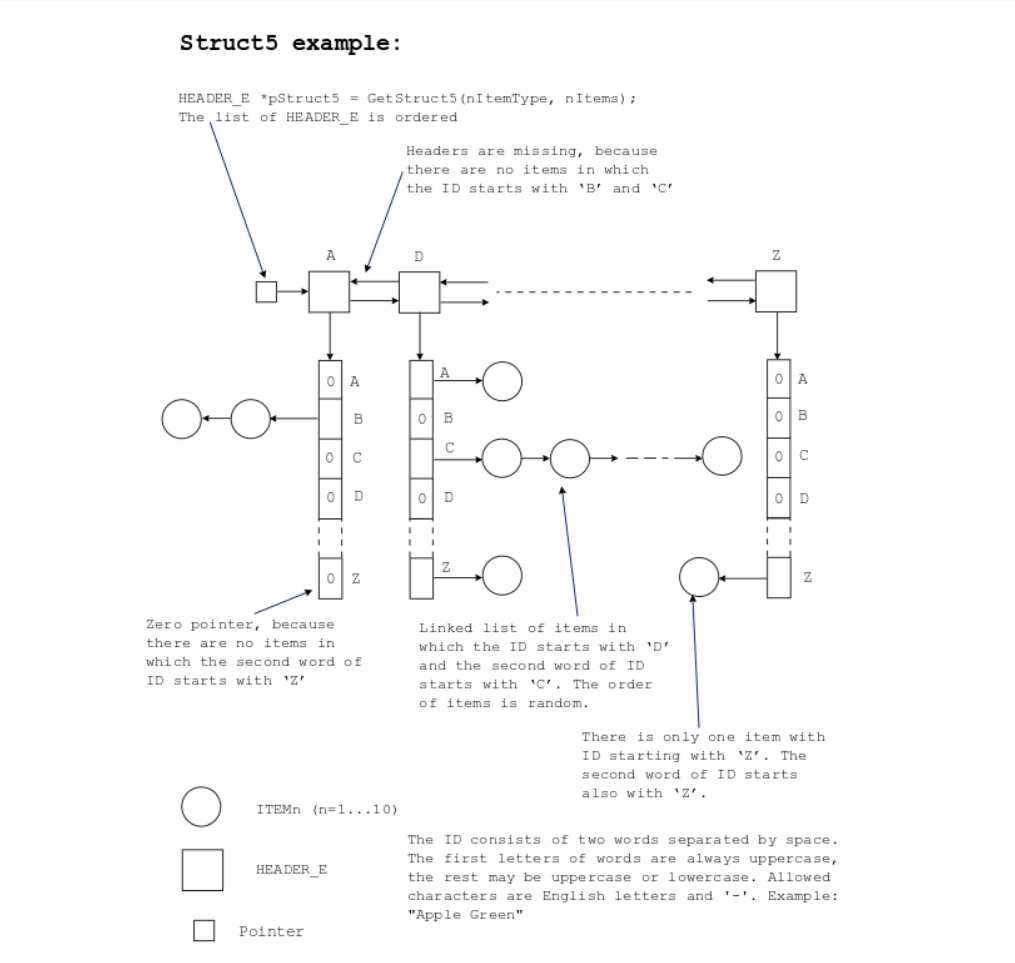 Struct5 example:
HEADER_E *pStruct5 = GetStruct5(nItemType, nItems);
The list of HEADER_E is ordered
Headers are missing, because
there are no items in which
the ID starts with ‘B’ and ‘C’
A
D
Z
0 A
B
0 C
0 D
0 Z
A
0 B
C
0 D
Z
0 A
0 B
0 C
0 D
Z
Zero pointer, because
there are no items in
which the second word of
ID starts with ‘Z’
Linked list of items in
which the ID starts with ‘D’
and the second word of ID
starts with ‘C’. The order
of items is random.
There is only one item with
ID starting with ‘Z’. The
second word of ID starts
also with ‘Z’.
ITEMn (n=1...10)
HEADER_E
Pointer
The ID consists of two words separated by space.
The first letters of words are always uppercase,
the rest may be uppercase or lowercase. Allowed
characters are English letters and '-'. Example:
"Apple Green"